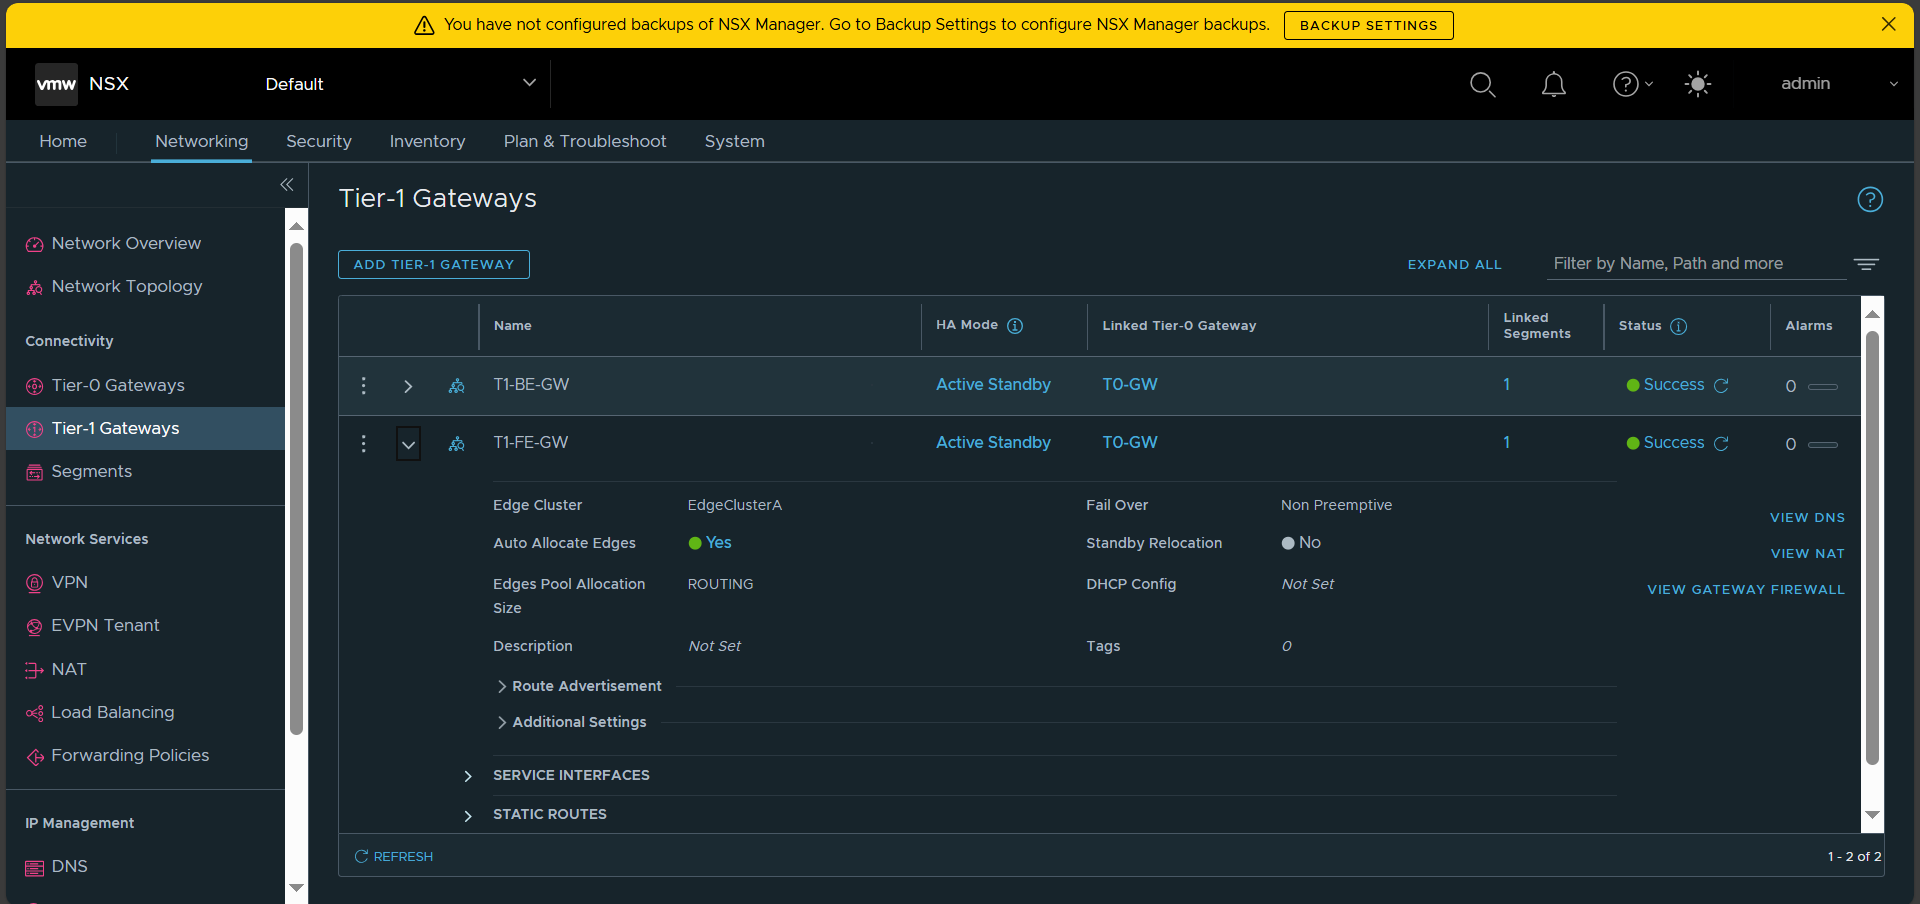 You have not configured backups of NSX Manager. Go to Backup Settings to configure NSX Manager backups. BACKUP SETTINGS
vmw NSX Default admin
Home Networking Security Inventory Plan & Troubleshoot System
Network Overview
Network Topology
Connectivity
Tier-0 Gateways
Tier-1 Gateways
Segments
Network Services
VPN
EVPN Tenant
NAT
Load Balancing
Forwarding Policies
IP Management
DNS
Tier-1 Gateways
ADD TIER-1 GATEWAY EXPAND ALL Filter by Name, Path and more
Name HA Mode Linked Tier-0 Gateway Linked Segments Status Alarms
T1-BE-GW Active Standby T0-GW 1 Success 0
T1-FE-GW Active Standby T0-GW 1 Success 0
Edge Cluster EdgeClusterA Fail Over Non Preemptive
VIEW DNS
Auto Allocate Edges Yes Standby Relocation No
VIEW NAT
Edges Pool Allocation Size ROUTING DHCP Config Not Set
VIEW GATEWAY FIREWALL
Description Not Set Tags 0
Route Advertisement
Additional Settings
SERVICE INTERFACES
STATIC ROUTES
REFRESH 1 - 2 of 2